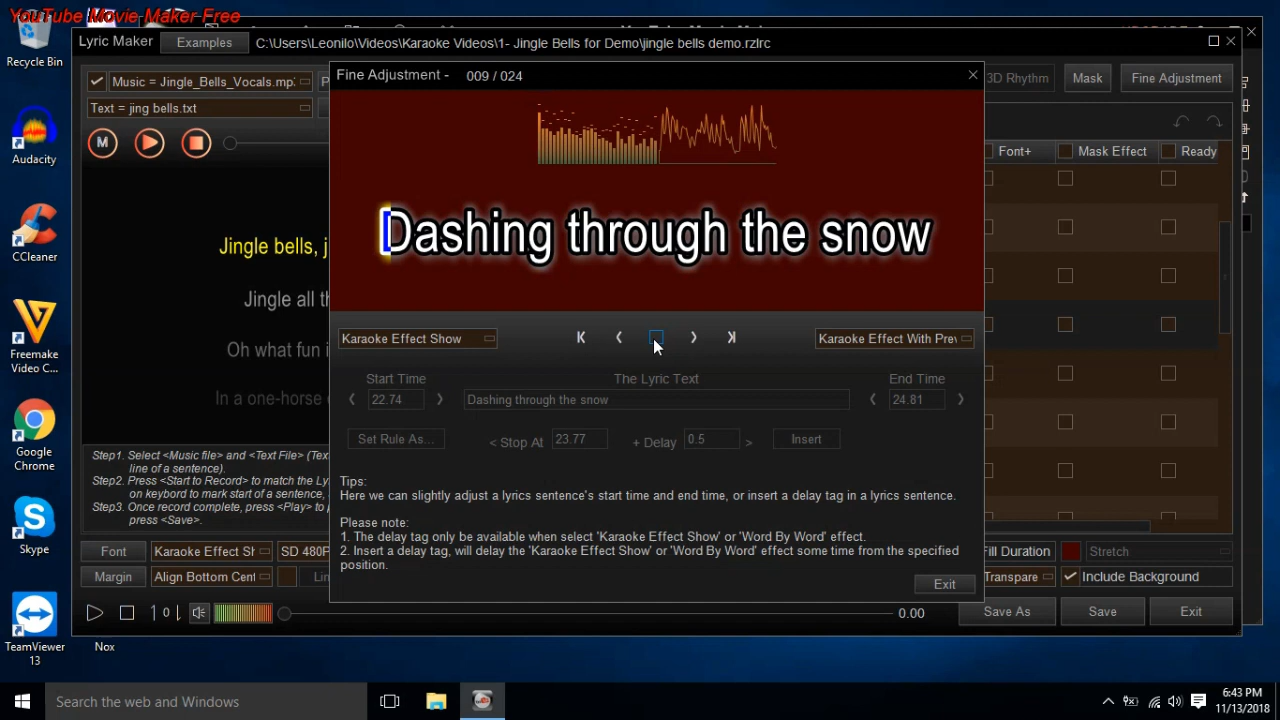 YouTube Movie Maker Free
Recycle Bin
Audacity
CCleaner
Freemake
Video C...
Google
Chrome
Skype
TeamViewer
13
Nox
Lyric Maker
Examples
C:\Users\Leonilo\Videos\Karaoke Videos\1- Jingle Bells for Demo\jingle bells demo.rzlrc
Music = Jingle_Bells_Vocals.mp:
Text = jing bells.txt
M
Jingle bells, j
Jingle all th
Oh what fun i
In a one-horse
Step1. Select <Music file> and <Text File> (Tex
line of a sentence).
Step2. Press <Start to Record> to match the Ly
on keybord to mark start of a sentence,
Step3. Once record complete, press <Play> to p
press <Save>.
Font
Karaoke Effect Sh
SD 480P
Margin
Align Bottom Cent
Lin
1 0
0.00
Fine Adjustment - 009 / 024
Dashing through the snow
Karaoke Effect Show
Karaoke Effect With Prev
Start Time
The Lyric Text
End Time
22.74
Dashing through the snow
24.81
Set Rule As...
< Stop At
23.77
+ Delay
0.5
>
Insert
Tips:
Here we can slightly adjust a lyrics sentence's start time and end time, or insert a delay tag in a lyrics sentence.
Please note:
1. The delay tag only be available when select 'Karaoke Effect Show' or 'Word By Word' effect.
2. Insert a delay tag, will delay the 'Karaoke Effect Show' or 'Word By Word' effect some time from the specified
position.
Exit
3D Rhythm
Mask
Fine Adjustment
Font+
Mask Effect
Ready
Fill Duration
Stretch
Transpare
Include Background
Save As
Save
Exit
Search the web and Windows
6:43 PM
11/13/2018